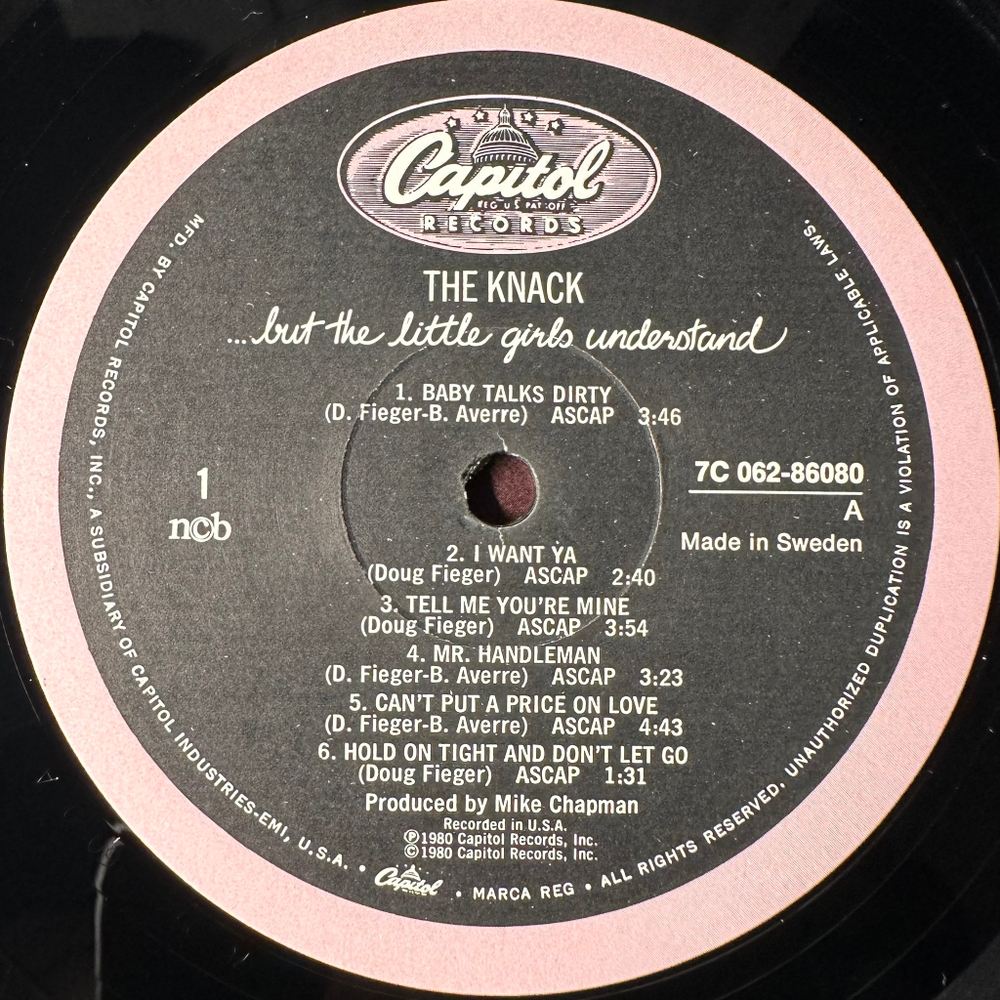 Capitol
REG. U.S. PAT. OFF.
RECORDS
THE KNACK
...but the little girls understand
1. BABY TALKS DIRTY
(D. Fieger-B. Averre) ASCAP 3:46
1
ncb
7C 062-86080
A
Made in Sweden
2. I WANT YA
(Doug Fieger) ASCAP 2:40
3. TELL ME YOU'RE MINE
(Doug Fieger) ASCAP 3:54
4. MR. HANDLEMAN
(D. Fieger-B. Averre) ASCAP 3:23
5. CAN'T PUT A PRICE ON LOVE
(D. Fieger-B. Averre) ASCAP 4:43
6. HOLD ON TIGHT AND DON'T LET GO
(Doug Fieger) ASCAP 1:31
Produced by Mike Chapman
Recorded in U.S.A.
Ⓟ1980 Capitol Records, Inc.
©1980 Capitol Records, Inc.
MFD. BY CAPITOL RECORDS, INC., A SUBSIDIARY OF CAPITOL INDUSTRIES-EMI, U.S.A. • Capitol • MARCA REG • ALL RIGHTS RESERVED. UNAUTHORIZED DUPLICATION IS A VIOLATION OF APPLICABLE LAWS.